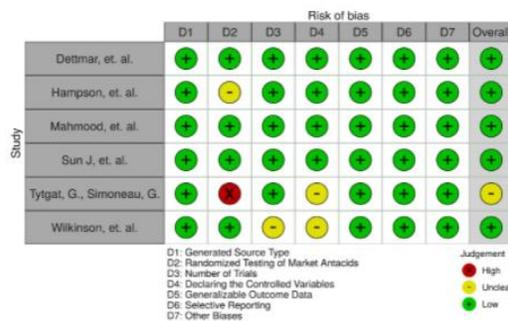 Risk of bias
D1 D2 D3 D4 D5 D6 D7 Overall
Study
Dettmar, et. al. + + + + + + + +
Hampson, et. al. + - + + + + + +
Mahmood, et. al. + + + + + + + +
Sun J, et. al. + + + + + + + +
Tytgat, G., Simoneau, G. + X + - + + + -
Wilkinson, et. al. + + - - + + + +
D1: Generated Source Type
D2: Randomized Testing of Market Antacids
D3: Number of Trials
D4: Declaring the Controlled Variables
D5: Generalizable Outcome Data
D6: Selective Reporting
D7: Other Biases
Judgement
X High
- Unclea
+ Low